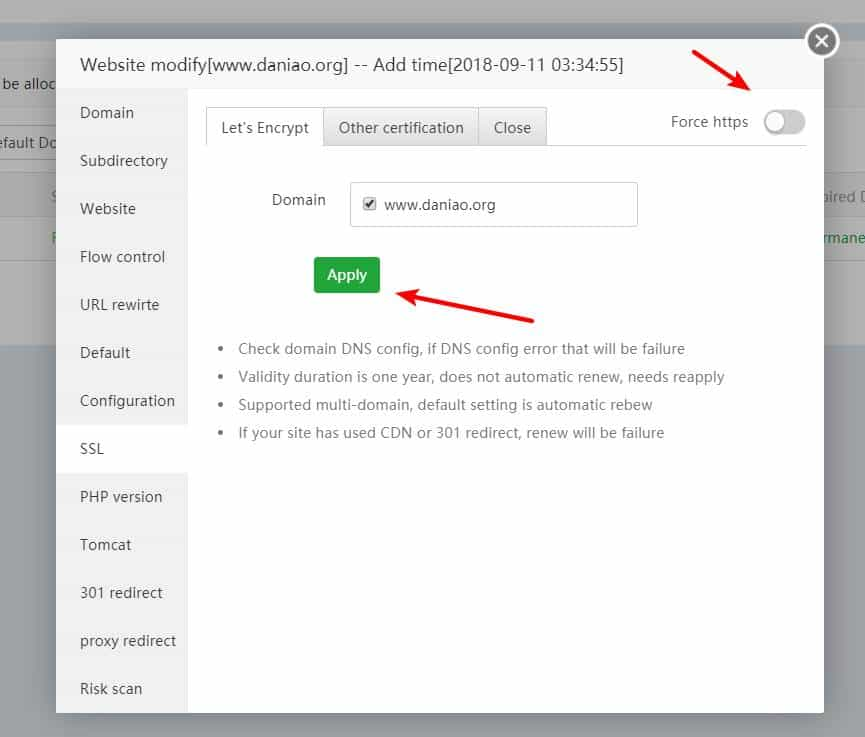 Website modify[www.daniao.org] -- Add time[2018-09-11 03:34:55]
be alloc
Domain
Let's Encrypt
Other certification
Close
Force https
Subdirectory
Domain
www.daniao.org
Website
Flow control
Apply
URL rewirte
Default
Check domain DNS config, if DNS config error that will be failure
Validity duration is one year, does not automatic renew, needs reapply
Configuration
Supported multi-domain, default setting is automatic rebew
If your site has used CDN or 301 redirect, renew will be failure
SSL
PHP version
Tomcat
301 redirect
proxy redirect
Risk scan